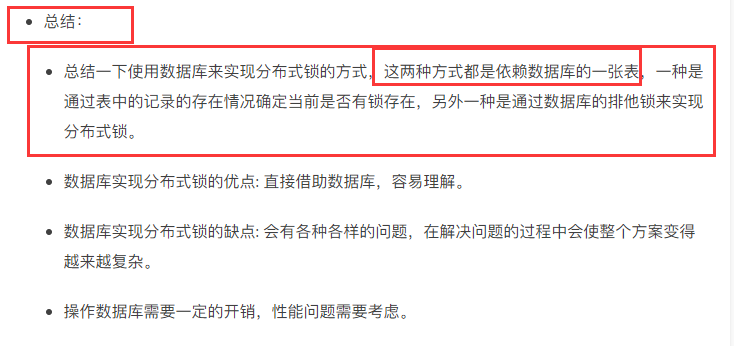 总结：
总结一下使用数据库来实现分布式锁的方式，这两种方式都是依赖数据库的一张表，一种是
通过表中的记录的存在情况确定当前是否有锁存在，另外一种是通过数据库的排他锁来实现
分布式锁。
数据库实现分布式锁的优点: 直接借助数据库，容易理解。
数据库实现分布式锁的缺点: 会有各种各样的问题，在解决问题的过程中会使整个方案变得
越来越复杂。
操作数据库需要一定的开销，性能问题需要考虑。